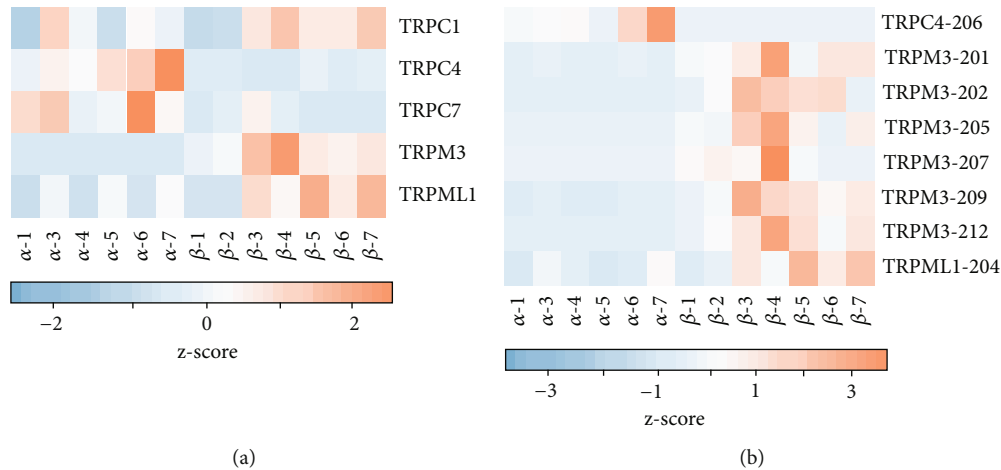 TRPC1
TRPC4
TRPC7
TRPM3
TRPML1
α-1
α-3
α-4
α-5
α-6
α-7
β-1
β-2
β-3
β-4
β-5
β-6
β-7
−2
0
2
z-score
(a)
TRPC4-206
TRPM3-201
TRPM3-202
TRPM3-205
TRPM3-207
TRPM3-209
TRPM3-212
TRPML1-204
α-1
α-3
α-4
α-5
α-6
α-7
β-1
β-2
β-3
β-4
β-5
β-6
β-7
−3
−1
1
3
z-score
(b)